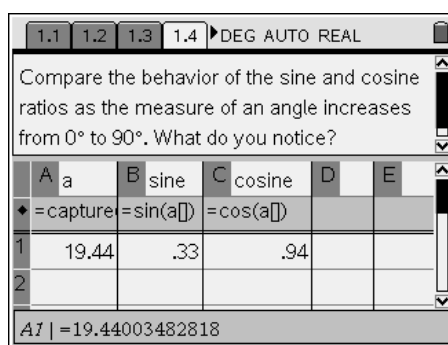 1.1 1.2 1.3 1.4 DEG AUTO REAL
Compare the behavior of the sine and cosine
ratios as the measure of an angle increases
from 0° to 90°. What do you notice?
A a B sine C cosine D E
♦ =capture( =sin(a[]) =cos(a[])
1 19.44 .33 .94
2
A1 =19.44003482818